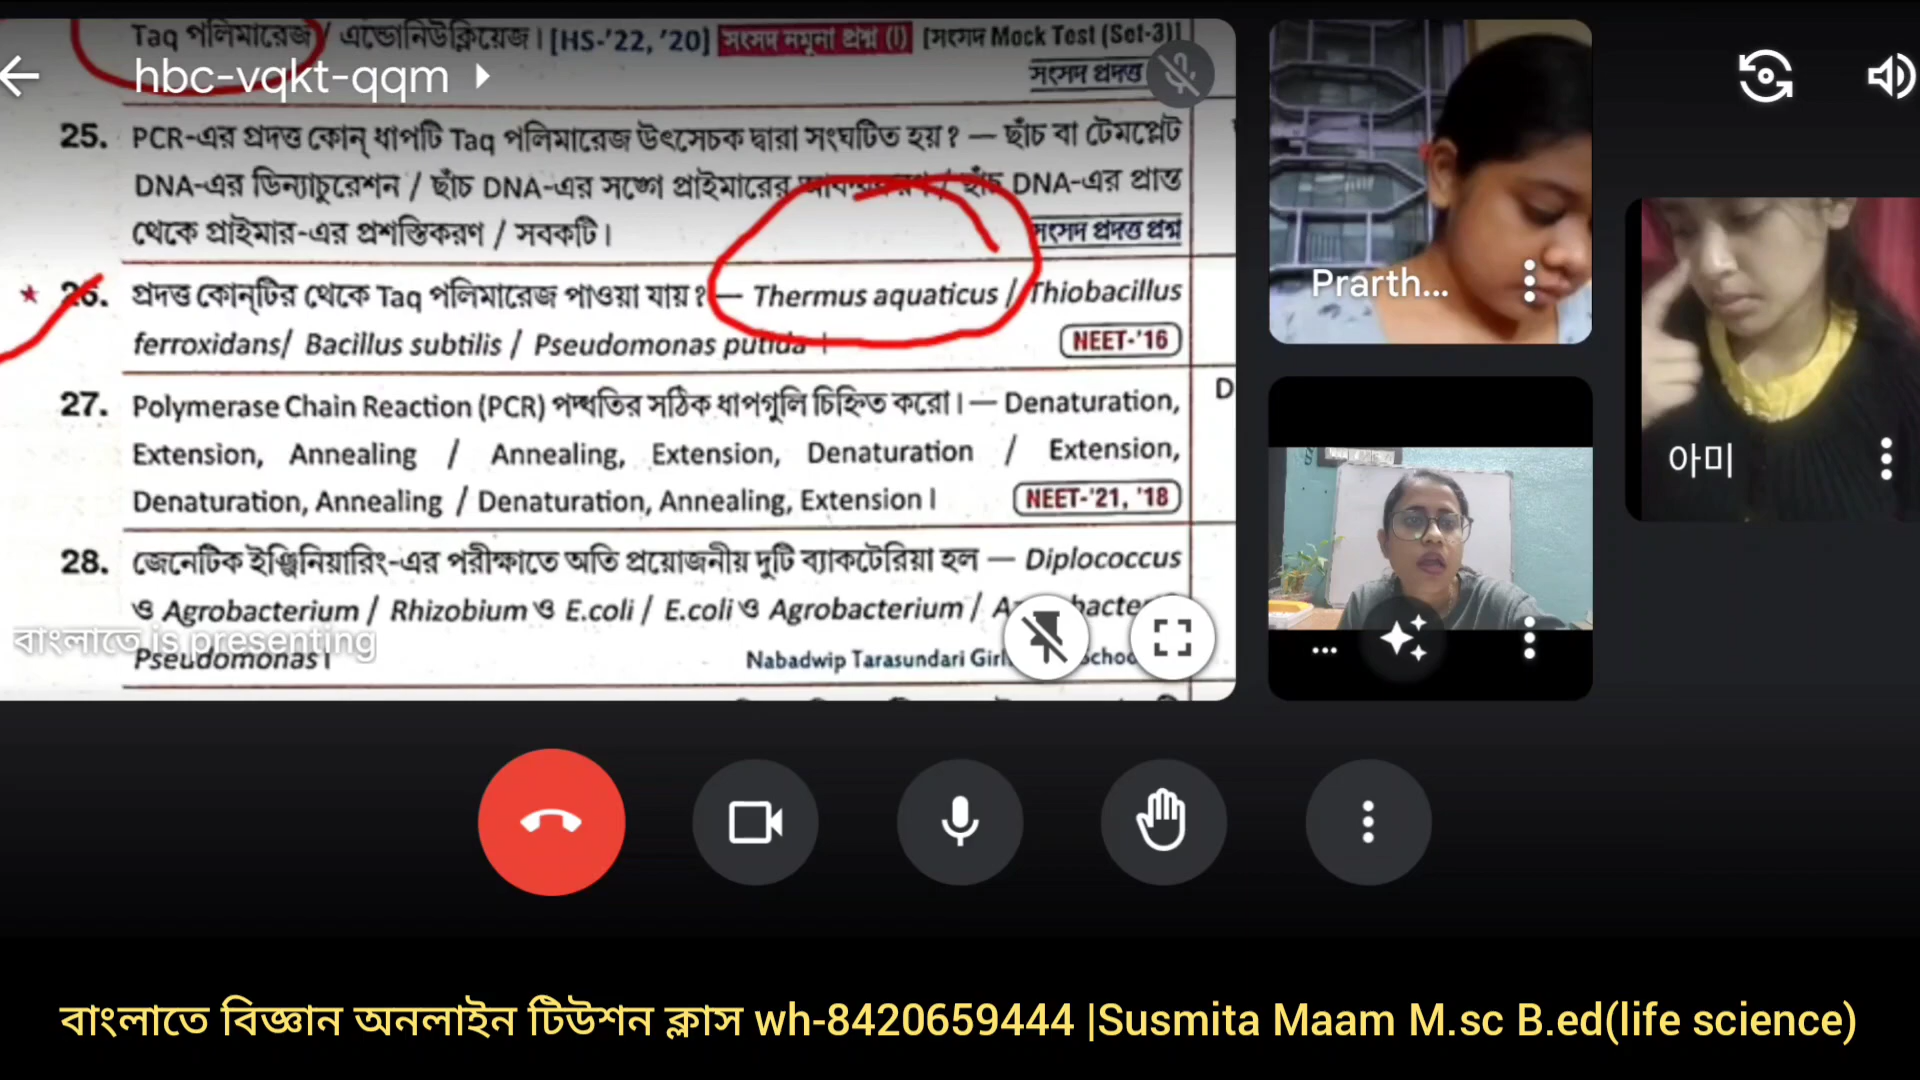 Taq পলিমারেজ / এন্ডোনিউক্লিয়েজ। [HS-'22, '20] সংসদ নমুনা প্রশ্ন (I) [সংসদ Mock Test (Set-3)]
সংসদ প্রদত্ত
hbc-vqkt-qqm
25. PCR-এর প্রদত্ত কোন্ ধাপটি Taq পলিমারেজ উৎসেচক দ্বারা সংঘটিত হয়? — ছাঁচ বা টেমপ্লেট
DNA-এর ডিন্যাচুরেশন / ছাঁচ DNA-এর সঙ্গে প্রাইমারের / ছাঁচ DNA-এর প্রান্ত
থেকে প্রাইমার-এর প্রশস্তিকরণ / সবকটি। সংসদ প্রদত্ত প্রশ্ন
26. প্রদত্ত কোন্‌টির থেকে Taq পলিমারেজ পাওয়া যায়? — Thermus aquaticus / Thiobacillus
ferroxidans/ Bacillus subtilis / Pseudomonas putida । NEET-'16
27. Polymerase Chain Reaction (PCR) পদ্ধতির সঠিক ধাপগুলি চিহ্নিত করো। — Denaturation,
Extension, Annealing / Annealing, Extension, Denaturation / Extension,
Denaturation, Annealing / Denaturation, Annealing, Extension। NEET-'21, '18
28. জেনেটিক ইঞ্জিনিয়ারিং-এর পরীক্ষাতে অতি প্রয়োজনীয় দুটি ব্যাকটেরিয়া হল — Diplococcus
ও Agrobacterium / Rhizobium ও E.coli / E.coli ও Agrobacterium /
Pseudomonas। Nabadwip Tarasundari
বাংলাতে is presenting
D
Prarth...
아미
বাংলাতে বিজ্ঞান অনলাইন টিউশন ক্লাস wh-8420659444 |Susmita Maam M.sc B.ed(life science)